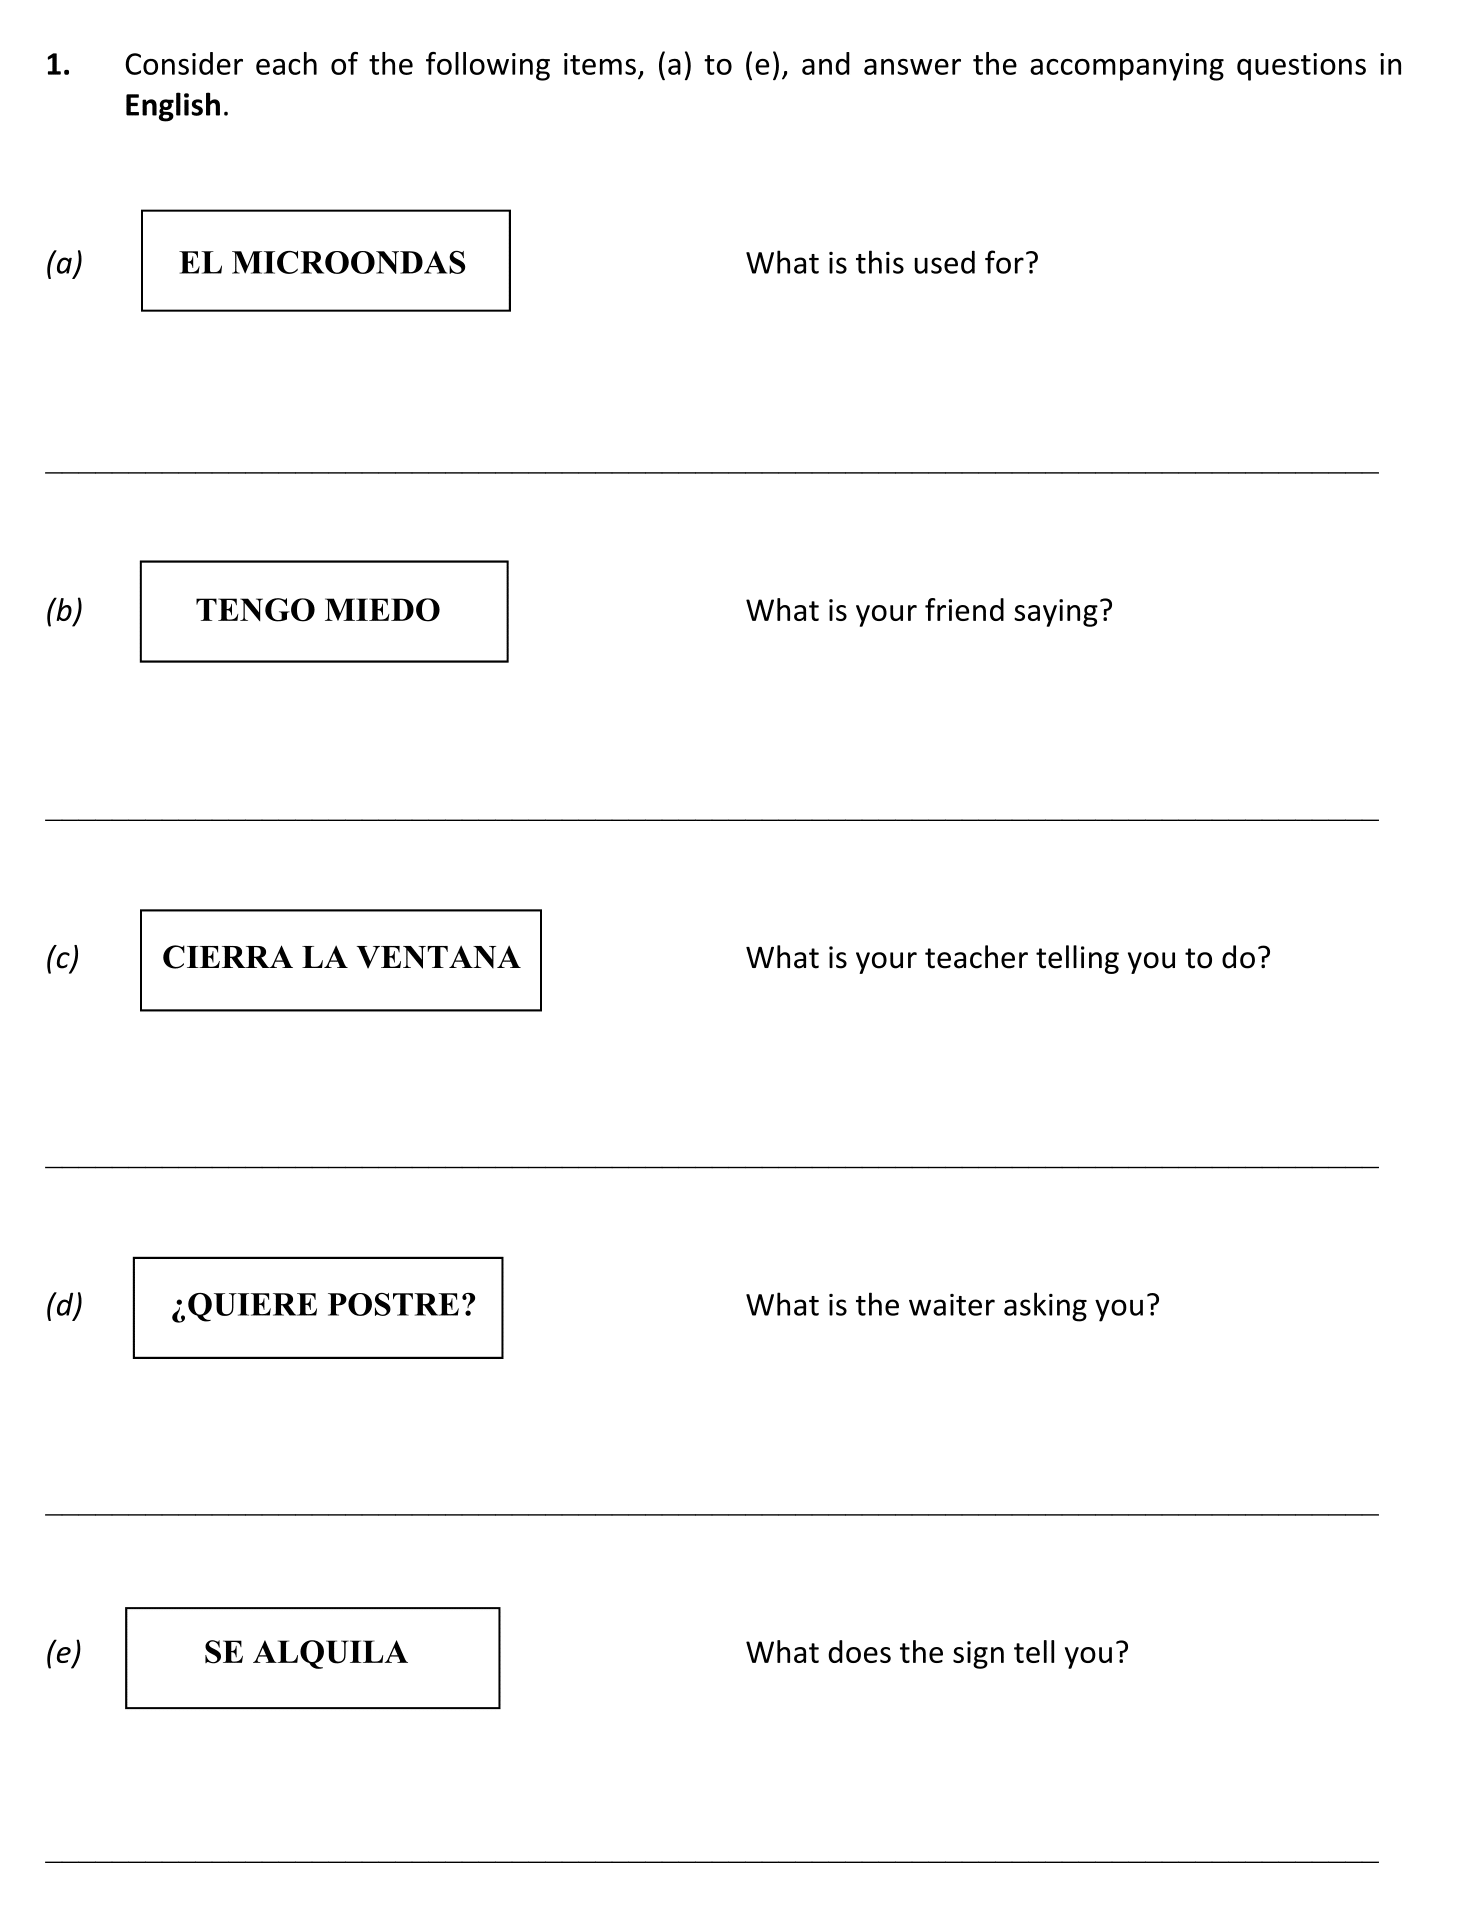 1. Consider each of the following items, (a) to (e), and answer the accompanying questions in
English.
(a) EL MICROONDAS What is this used for?
(b) TENGO MIEDO What is your friend saying?
(c) CIERRA LA VENTANA What is your teacher telling you to do?
(d) ¿QUIERE POSTRE? What is the waiter asking you?
(e) SE ALQUILA What does the sign tell you?